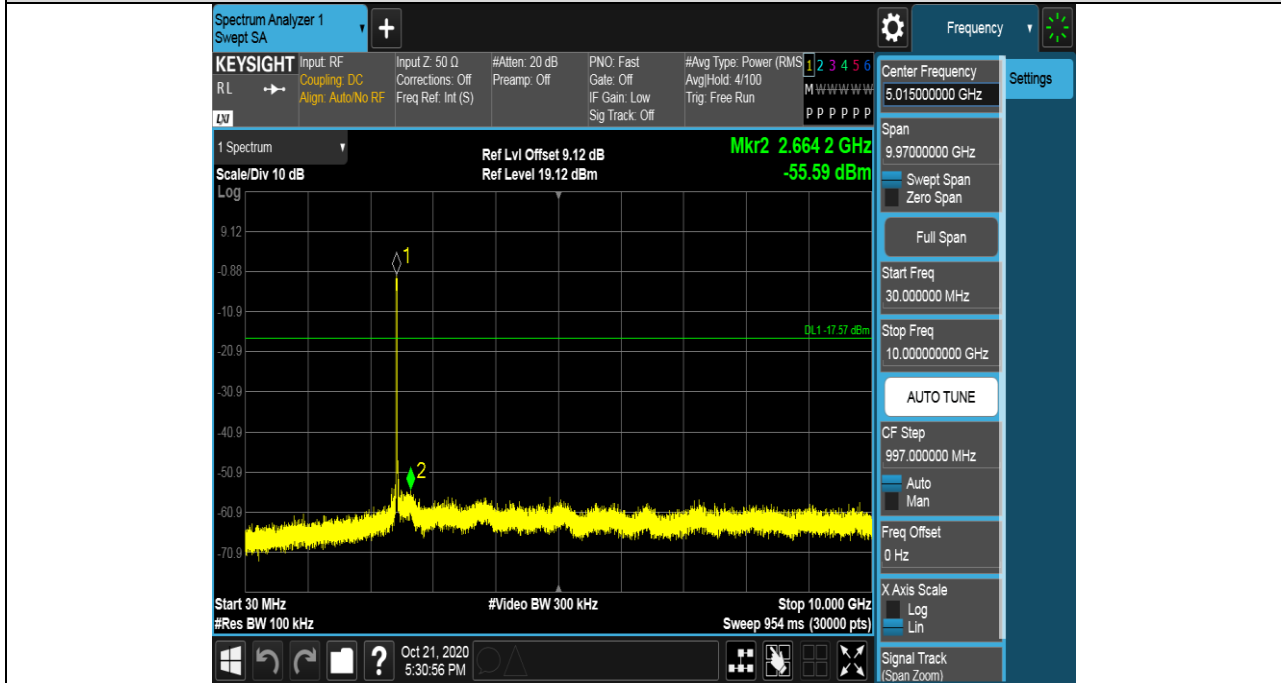 Spectrum Analyzer 1
Swept SA
+
Frequency
KEYSIGHT
RL
LXI
Input: RF
Coupling: DC
Align: Auto/No RF
Input Z: 50 Ω
Corrections: Off
Freq Ref: Int (S)
#Atten: 20 dB
Preamp: Off
PNO: Fast
Gate: Off
IF Gain: Low
Sig Track: Off
#Avg Type: Power (RMS
Avg|Hold: 4/100
Trig: Free Run
1 2 3 4 5 6
M W W W W W
P P P P P P
1 Spectrum
Scale/Div 10 dB
Ref Lvl Offset 9.12 dB
Ref Level 19.12 dBm
Mkr2 2.664 2 GHz
-55.59 dBm
Log
9.12
-0.88
-10.9
-20.9
-30.9
-40.9
-50.9
-60.9
-70.9
1
2
DL1 -17.57 dBm
Start 30 MHz
#Res BW 100 kHz
#Video BW 300 kHz
Stop 10.000 GHz
Sweep 954 ms (30000 pts)
Center Frequency
5.015000000 GHz
Settings
Span
9.97000000 GHz
Swept Span
Zero Span
Full Span
Start Freq
30.000000 MHz
Stop Freq
10.000000000 GHz
AUTO TUNE
CF Step
997.000000 MHz
Auto
Man
Freq Offset
0 Hz
X Axis Scale
Log
Lin
Signal Track
(Span Zoom)
?
Oct 21, 2020
5:30:56 PM